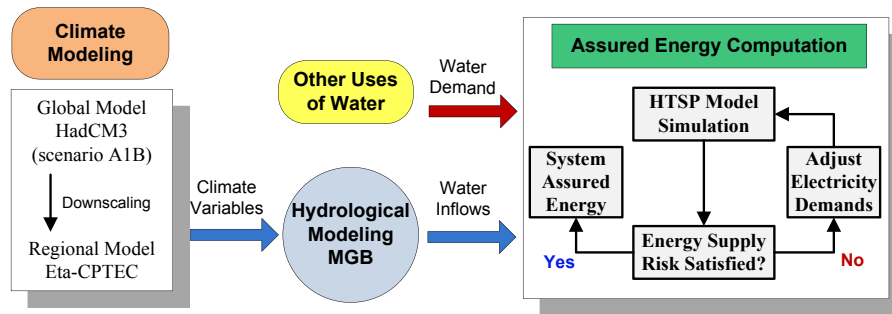 Climate
Modeling
Global Model
HadCM3
(scenario A1B)
Downscaling
Regional Model
Eta-CPTEC
Climate
Variables
Other Uses
of Water
Water
Demand
Hydrological
Modeling
MGB
Water
Inflows
Assured Energy Computation
HTSP Model
Simulation
System
Assured
Energy
Adjust
Electricity
Demands
Energy Supply
Risk Satisfied?
Yes
No